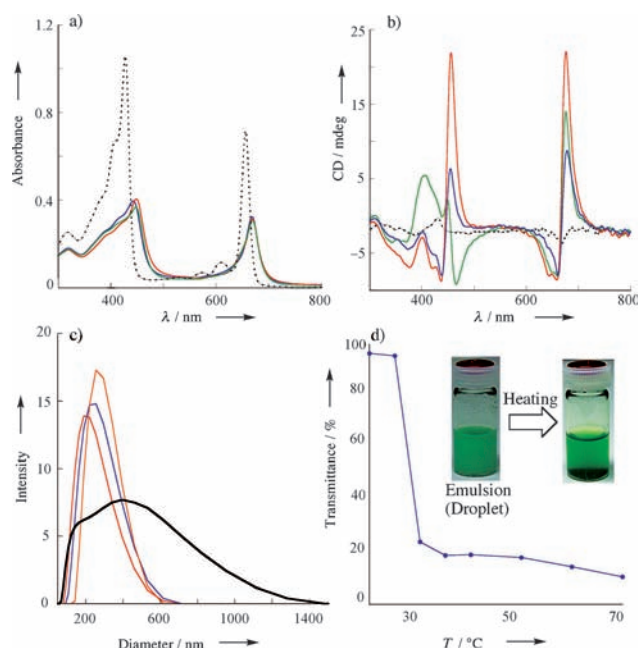 a)
b)
1.2
0.8
0.4
0
Absorbance
400
600
800
λ / nm
25
15
5
-5
CD / mdeg
400
600
800
λ / nm
c)
d)
20
15
10
5
0
Intensity
200
600
1000
1400
Diameter / nm
100
80
60
40
20
0
Transmittance / %
Heating
Emulsion
(Droplet)
30
50
70
T / °C